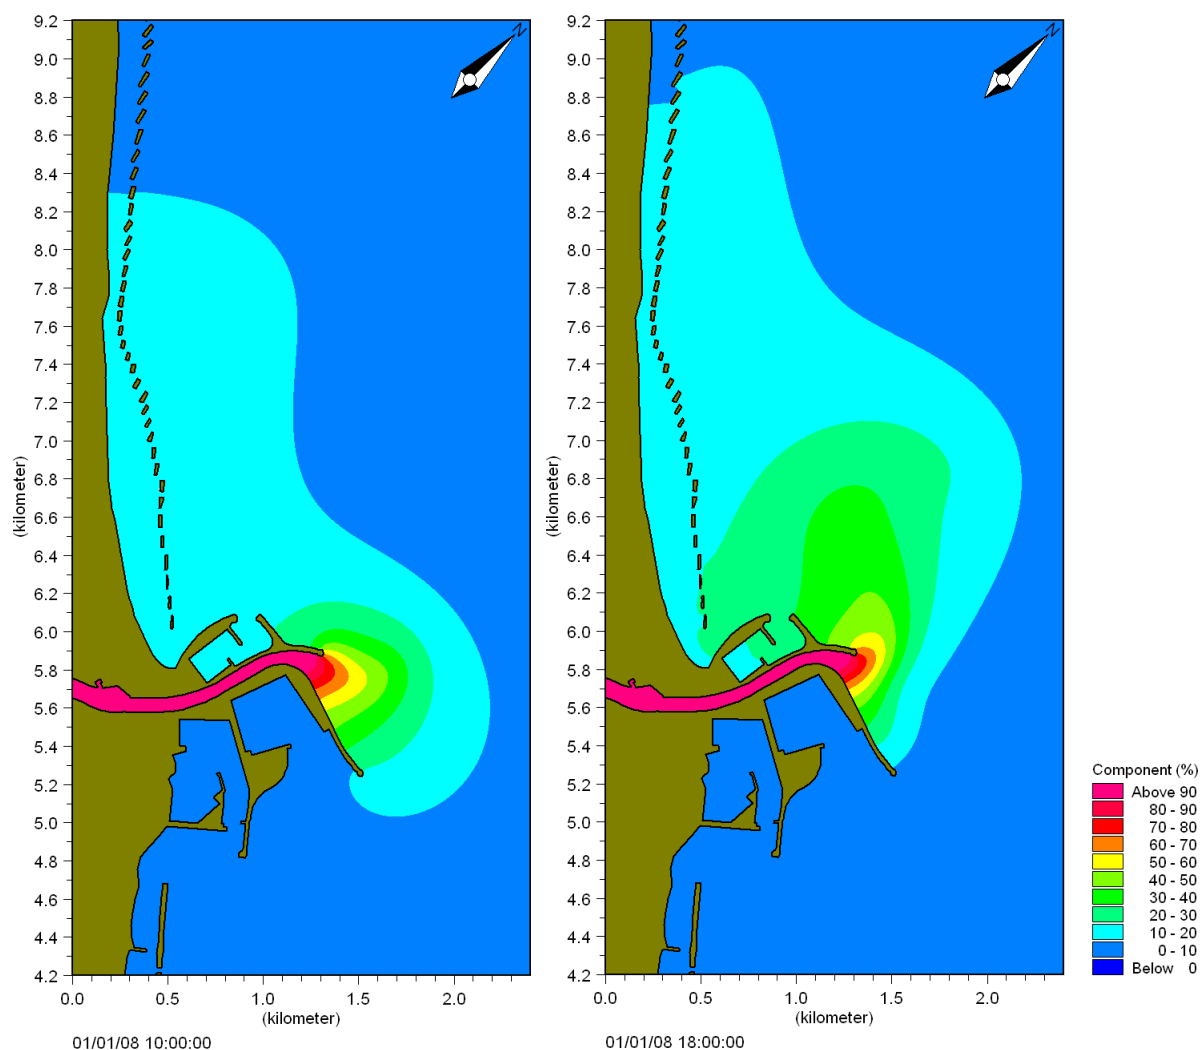 N
N
9.2
9.0
8.8
8.6
8.4
8.2
8.0
7.8
7.6
7.4
7.2
7.0
6.8
6.6
6.4
6.2
6.0
5.8
5.6
5.4
5.2
5.0
4.8
4.6
4.4
4.2
(kilometer)
0.0 0.5 1.0 1.5 2.0
(kilometer)
01/01/08 10:00:00
9.2
9.0
8.8
8.6
8.4
8.2
8.0
7.8
7.6
7.4
7.2
7.0
6.8
6.6
6.4
6.2
6.0
5.8
5.6
5.4
5.2
5.0
4.8
4.6
4.4
4.2
(kilometer)
0.0 0.5 1.0 1.5 2.0
(kilometer)
01/01/08 18:00:00
Component (%)
Above 90
80 - 90
70 - 80
60 - 70
50 - 60
40 - 50
30 - 40
20 - 30
10 - 20
0 - 10
Below 0